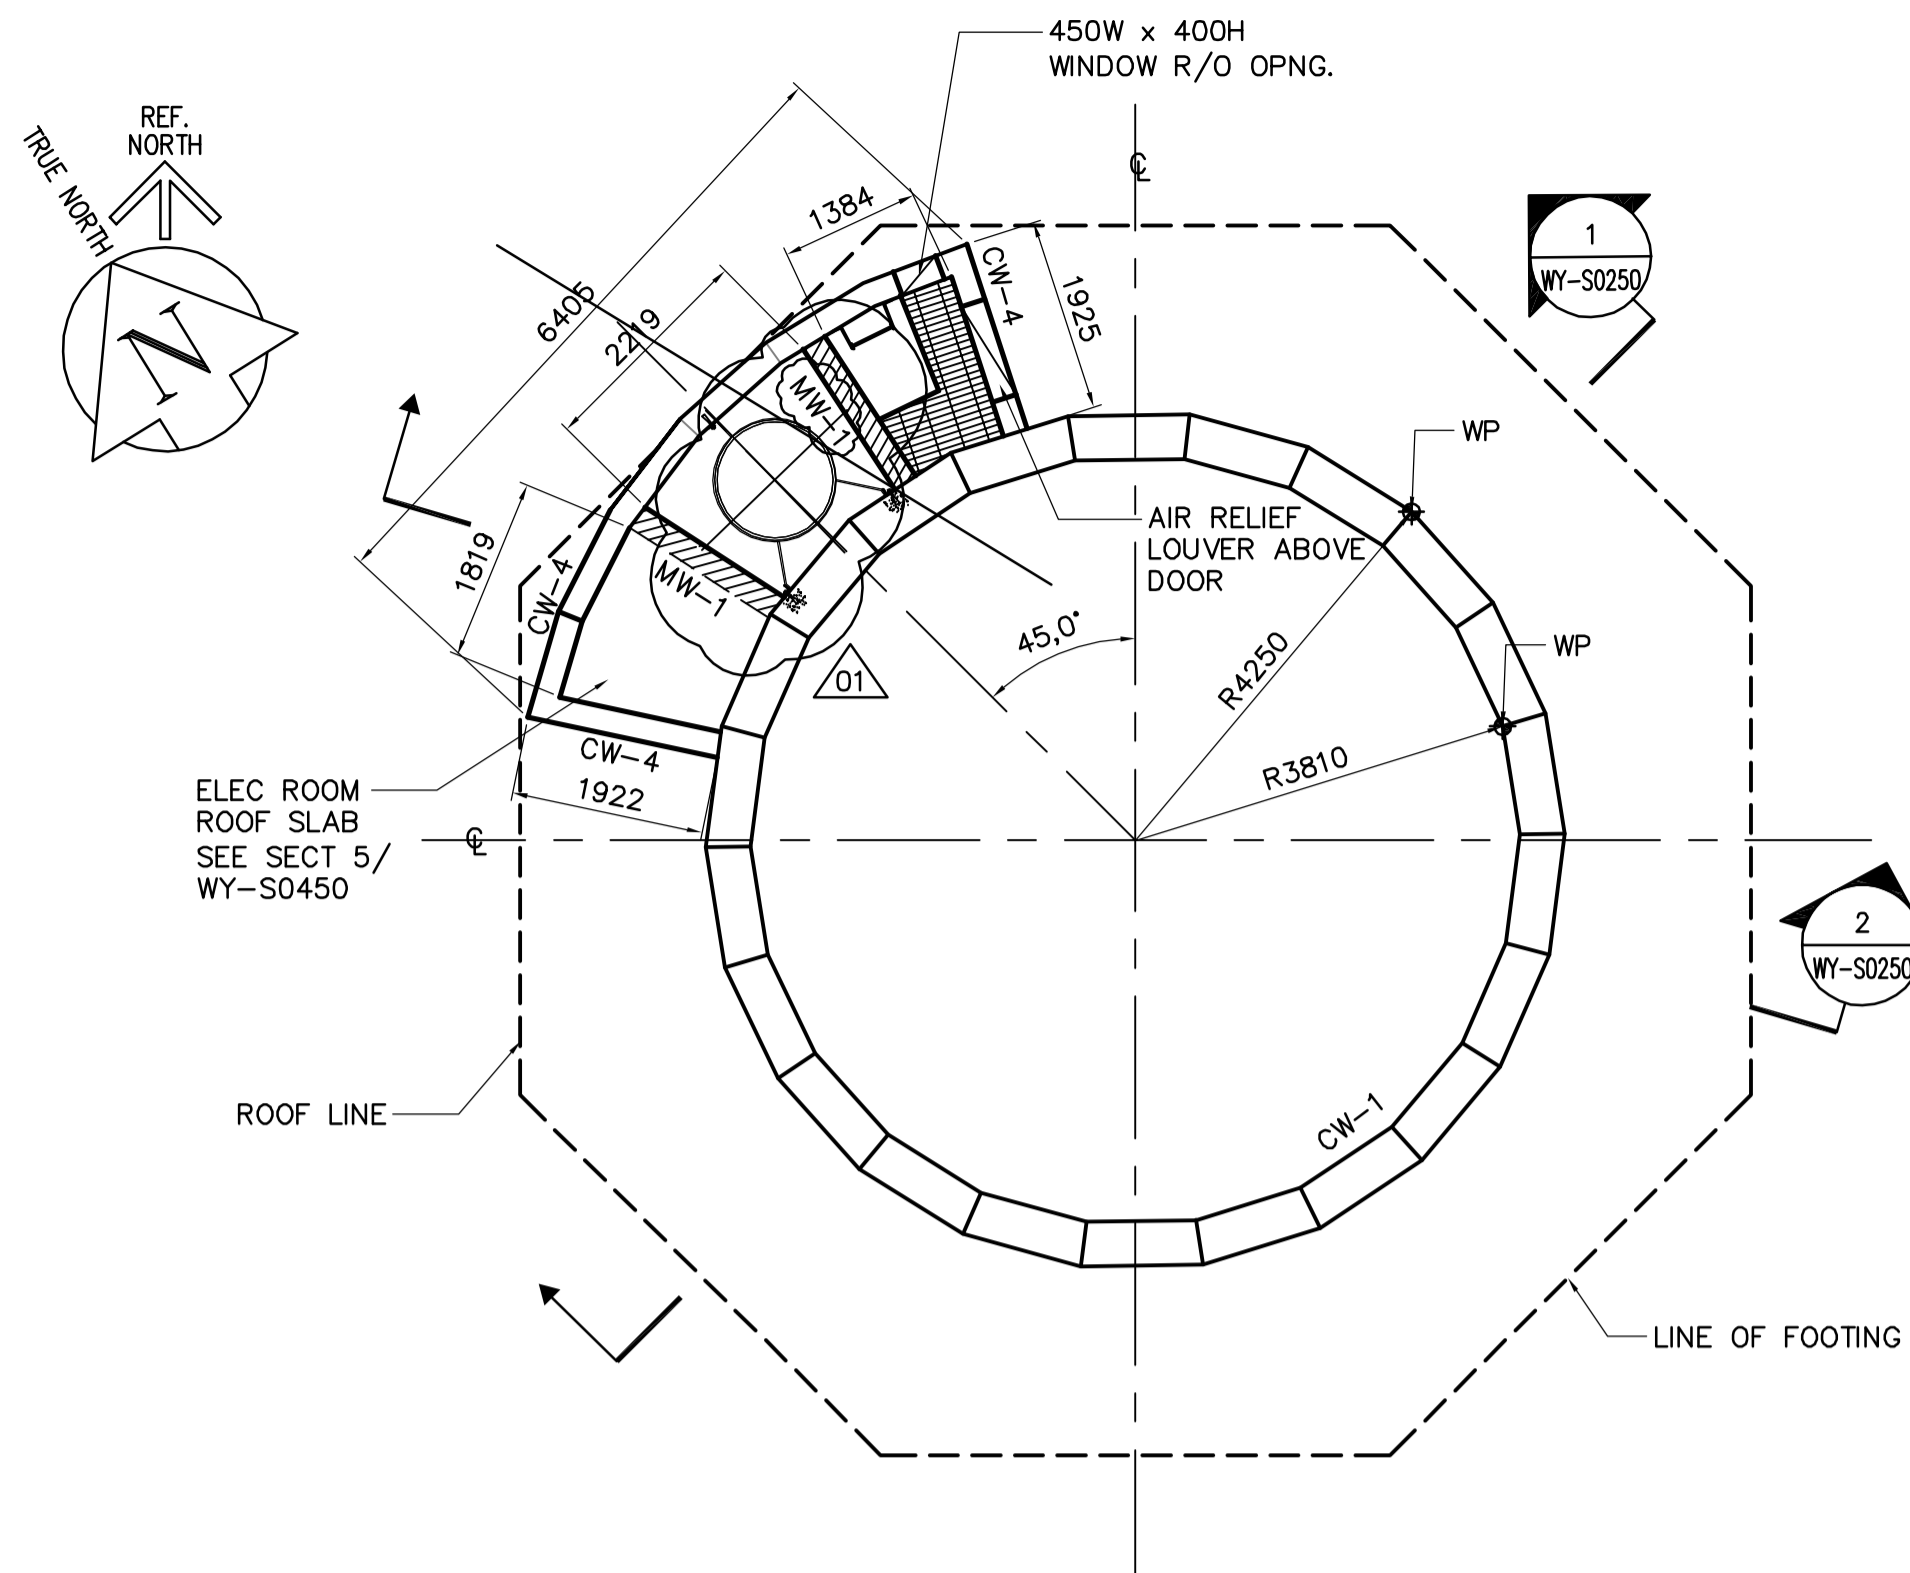 450W x 400H
WINDOW R/O OPNG.
REF.
NORTH
TRUE NORTH
N
℄
1384
1
WY-S0250
6405
2219
CW-4
1925
MW-1
WP
1819
CW-4
MW-1
AIR RELIEF
LOUVER ABOVE
DOOR
45,0°
R4250
WP
01
CW-4
1922
R3810
ELEC ROOM
ROOF SLAB
SEE SECT 5/
WY-S0450
℄
2
WY-S0250
ROOF LINE
CW-1
LINE OF FOOTING